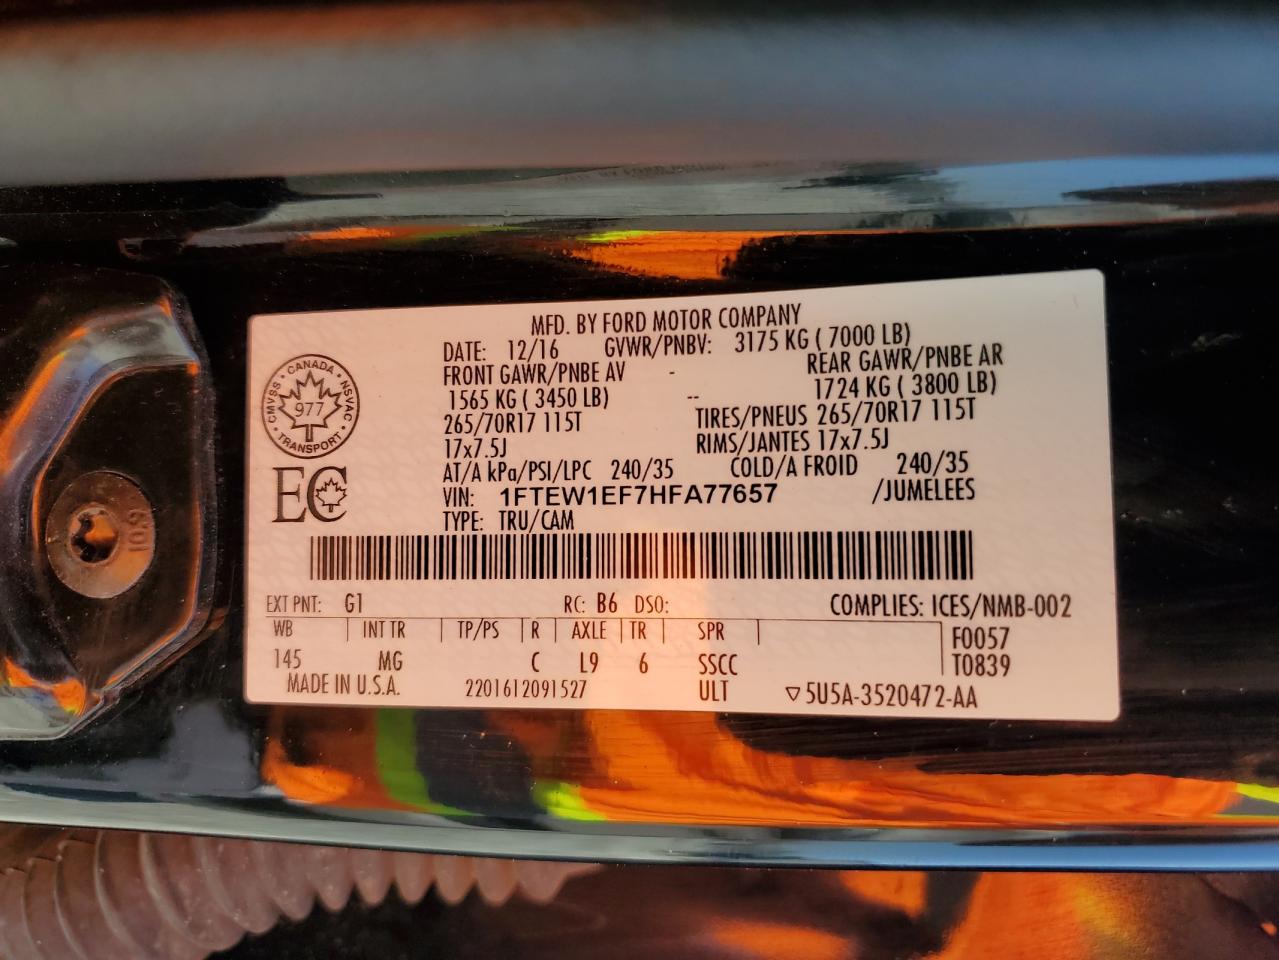 MFD. BY FORD MOTOR COMPANY
DATE: 12/16 GVWR/PNBV: 3175 KG ( 7000 LB)
FRONT GAWR/PNBE AV - REAR GAWR/PNBE AR
1565 KG ( 3450 LB) -- 1724 KG ( 3800 LB)
265/70R17 115T TIRES/PNEUS 265/70R17 115T
17x7.5J RIMS/JANTES 17x7.5J
AT/A kPa/PSI/LPC 240/35 COLD/A FROID 240/35
VIN: 1FTEW1EF7HFA77657 /JUMELEES
TYPE: TRU/CAM
CANADA
CMVSS NSVAC
977
TRANSPORT
EC
EXT PNT: G1 RC: B6 DSO: COMPLIES: ICES/NMB-002
WB INT TR TP/PS R AXLE TR SPR F0057
145 MG C L9 6 SSCC T0839
MADE IN U.S.A. 2201612091527 ULT ▽5U5A-3520472-AA